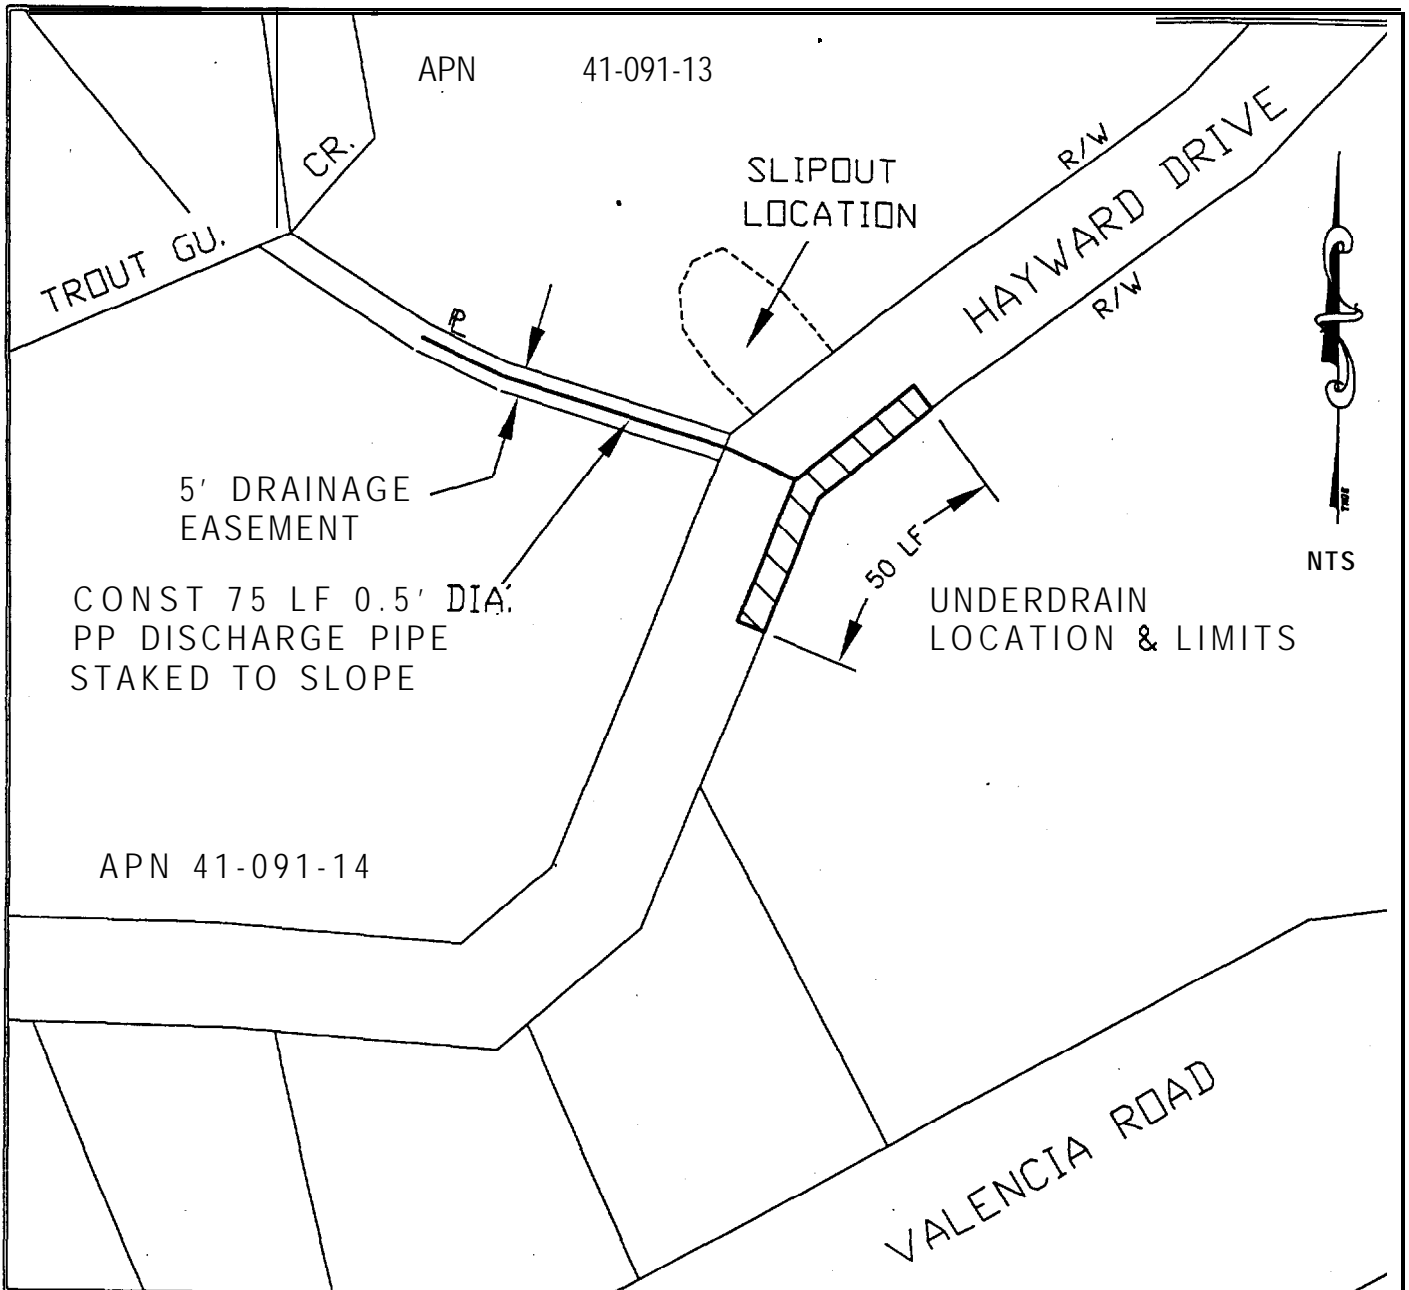 APN 41-091-13
CR.
TROUT GU.
SLIPOUT
LOCATION
R/W
HAYWARD DRIVE
R/W
PL
5' DRAINAGE
EASEMENT
CONST 75 LF 0.5' DIA.
PP DISCHARGE PIPE
STAKED TO SLOPE
50 LF
NTS
UNDERDRAIN
LOCATION & LIMITS
APN 41-091-14
VALENCIA ROAD